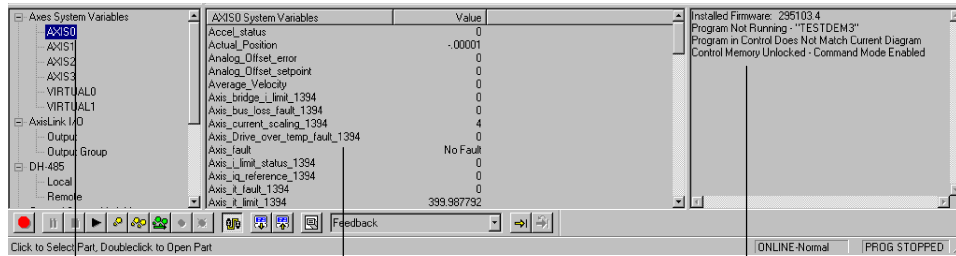 Axes System Variables
AXIS0
AXIS1
AXIS2
AXIS3
VIRTUAL0
VIRTUAL1
AxisLink I/O
Output
Output Group
DH-485
Local
Remote
AXIS0 System Variables Value
Accel_status 0
Actual_Position -.00001
Analog_Offset_error 0
Analog_Offset_setpoint 0
Average_Velocity 0
Axis_bridge_i_limit_1394 0
Axis_bus_loss_fault_1394 0
Axis_current_scaling_1394 4
Axis_Drive_over_temp_fault_1394 0
Axis_fault No Fault
Axis_i_limit_status_1394 0
Axis_iq_reference_1394 0
Axis_it_fault_1394 0
Axis_it_limit_1394 399.987792
Installed Firmware: 295103.4
Program Not Running - "TESTDEM3"
Program in Control Does Not Match Current Diagram
Control Memory Unlocked - Command Mode Enabled
Feedback
Click to Select Part, Doubleclick to Open Part
ONLINE-Normal
PROG STOPPED